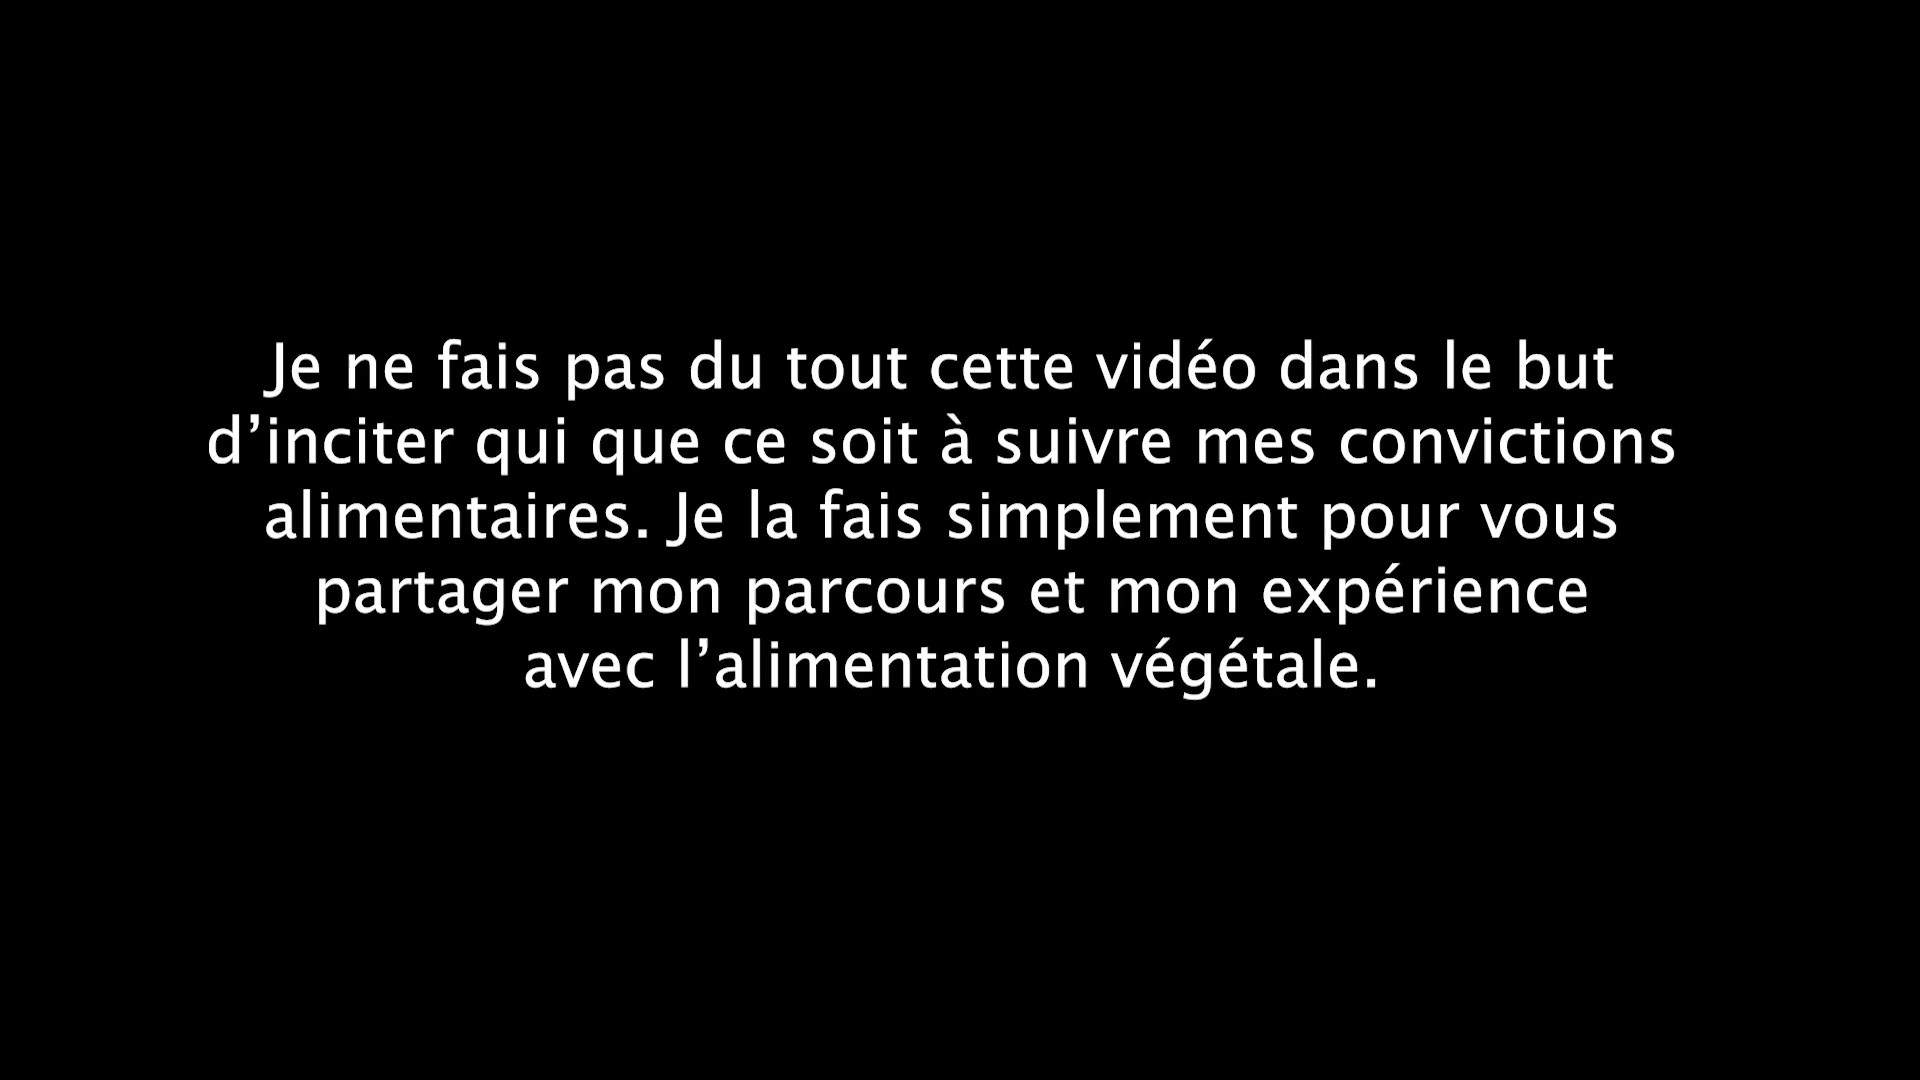 Je ne fais pas du tout cette vidéo dans le but
d’inciter qui que ce soit à suivre mes convictions
alimentaires. Je la fais simplement pour vous
partager mon parcours et mon expérience
avec l’alimentation végétale.